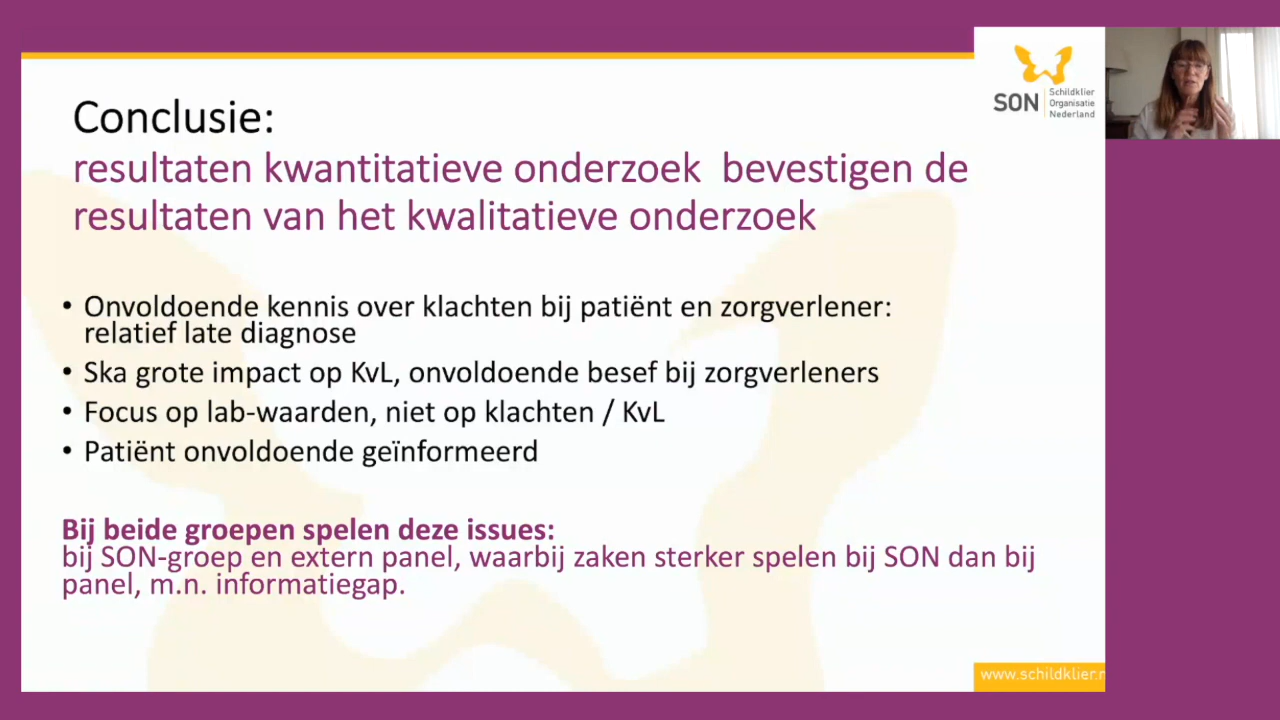 Conclusie:
resultaten kwantitatieve onderzoek bevestigen de
resultaten van het kwalitatieve onderzoek
• Onvoldoende kennis over klachten bij patiënt en zorgverlener:
relatief late diagnose
• Ska grote impact op KvL, onvoldoende besef bij zorgverleners
• Focus op lab-waarden, niet op klachten / KvL
• Patiënt onvoldoende geïnformeerd
Bij beide groepen spelen deze issues:
bij SON-groep en extern panel, waarbij zaken sterker spelen bij SON dan bij
panel, m.n. informatiegap.
SON
Schildklier
Organisatie
Nederland
www.schildklier.n